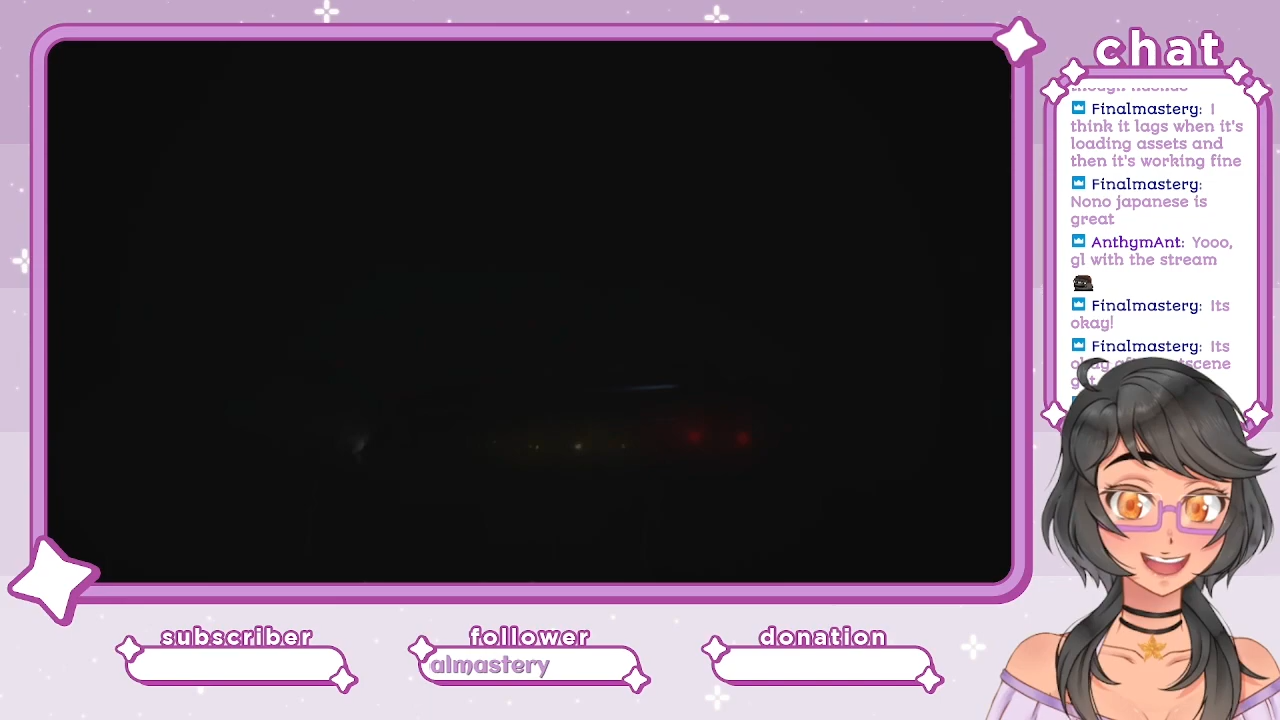 chat
Finalmastery: I
think it lags when it's
loading assets and
then it's working fine
Finalmastery:
Nono japanese is
great
AnthymAnt: Yooo,
gl with the stream
Finalmastery: Its
okay!
Finalmastery: Its
subscriber
follower
donation
almastery